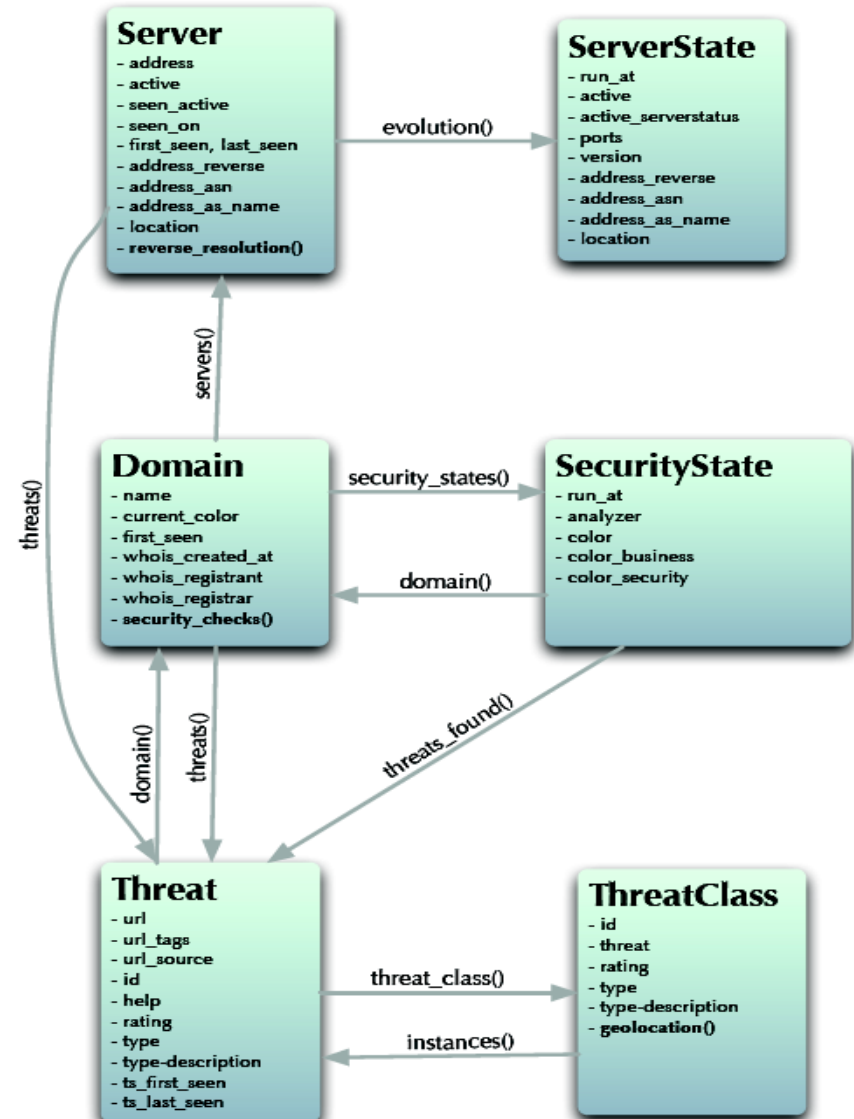 Server
- address
- active
- seen_active
- seen_on
- first_seen, last_seen
- address_reverse
- address_asn
- address_as_name
- location
- reverse_resolution()
evolution()
ServerState
- run_at
- active
- active_serverstatus
- ports
- version
- address_reverse
- address_asn
- address_as_name
- location
servers()
threats()
Domain
- name
- current_color
- first_seen
- whois_created_at
- whois_registrant
- whois_registrar
- security_checks()
security_states()
domain()
SecurityState
- run_at
- analyzer
- color
- color_business
- color_security
domain()
threats()
threats_found()
Threat
- url
- url_tags
- url_source
- id
- help
- rating
- type
- type-description
- ts_first_seen
- ts_last_seen
threat_class()
instances()
ThreatClass
- id
- threat
- rating
- type
- type-description
- geolocation()